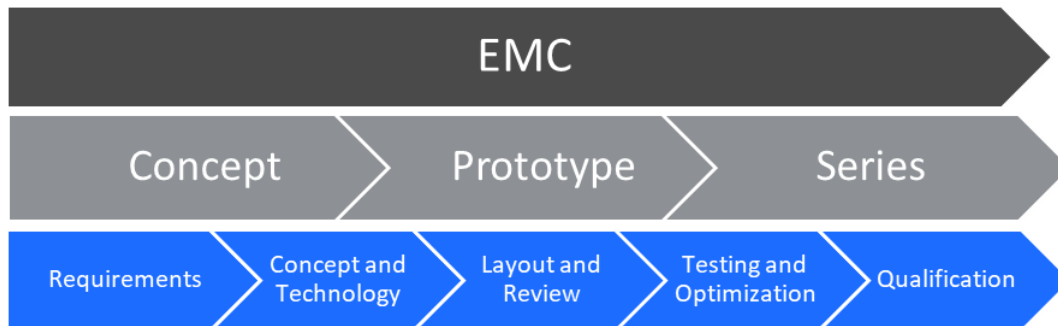 EMC
Concept
Prototype
Series
Requirements
Concept and
Technology
Layout and
Review
Testing and
Optimization
Qualification